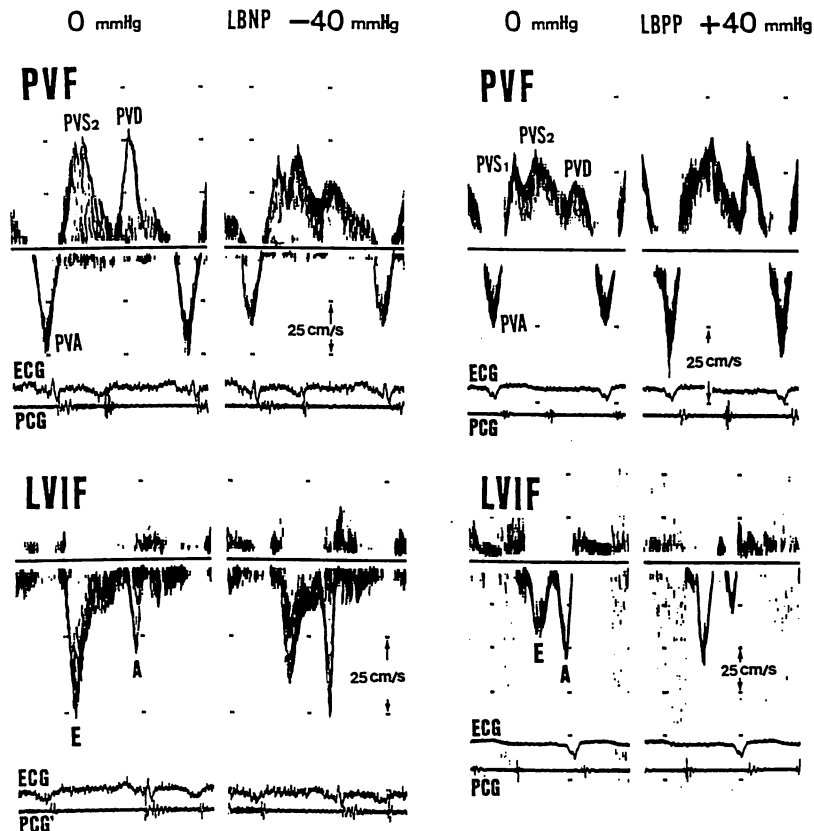 0 mmHg LBNP −40 mmHg 0 mmHg LBPP +40 mmHg
PVF PVF
PVS2 PVD PVS1 PVS2 PVD
25 cm/s
PVA PVA
25 cm/s
ECG ECG
PCG PCG
LVIF LVIF
E A E A
25 cm/s 25 cm/s
ECG ECG
PCG PCG